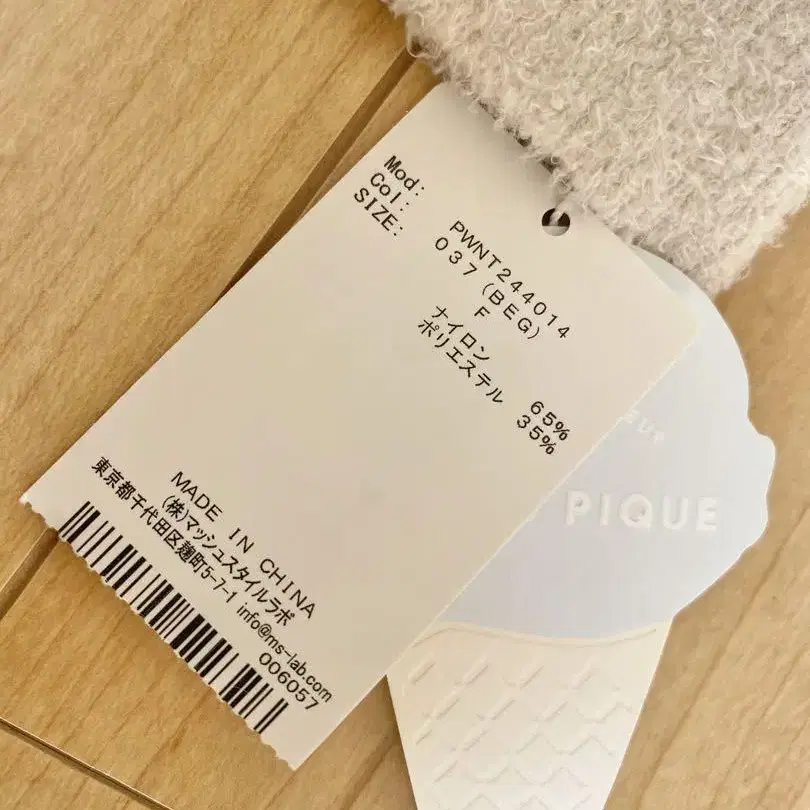 Mod: PWNT244014
Col: 037(BEG)
SIZE: F
ナイロン 65%
ポリエステル 35%
MADE IN CHINA
(株)マッシュスタイルラボ
東京都千代田区麹町5-7-1 info@ms-lab.com
006057
PIQUE